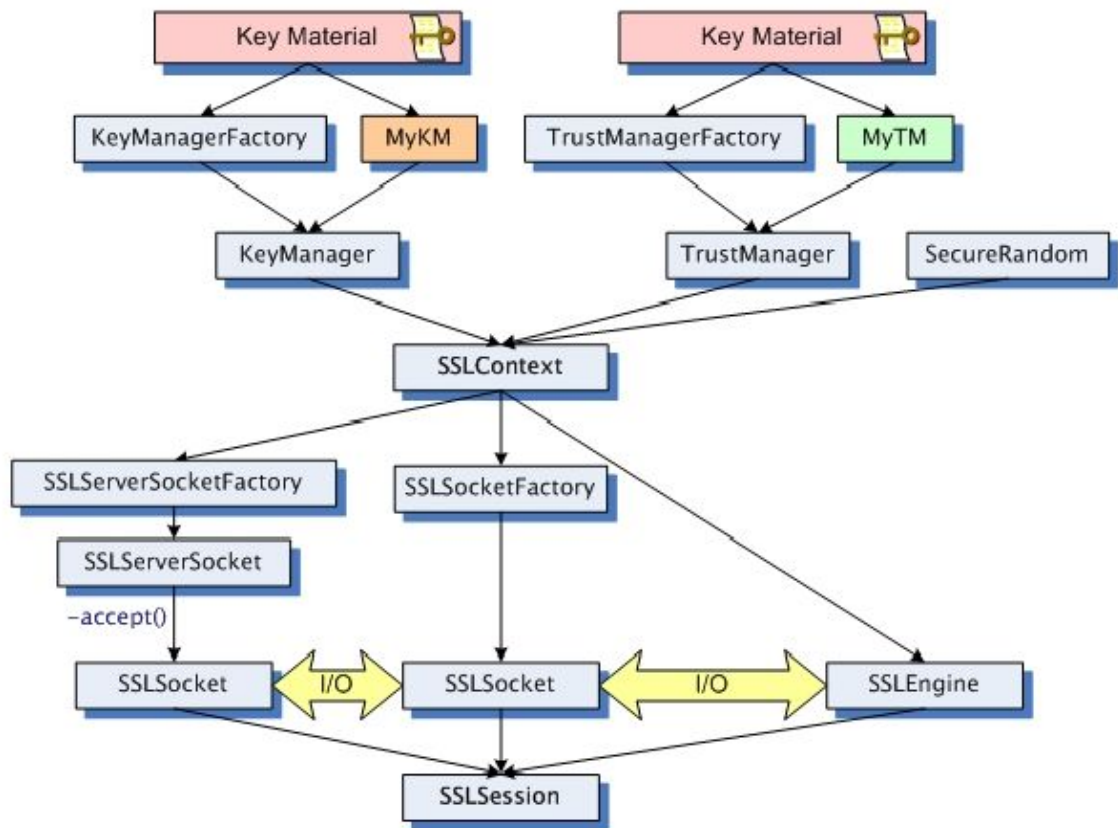 Key Material
Key Material
KeyManagerFactory
MyKM
TrustManagerFactory
MyTM
KeyManager
TrustManager
SecureRandom
SSLContext
SSLServerSocketFactory
SSLSocketFactory
SSLServerSocket
-accept()
SSLSocket
I/O
SSLSocket
I/O
SSLEngine
SSLSession